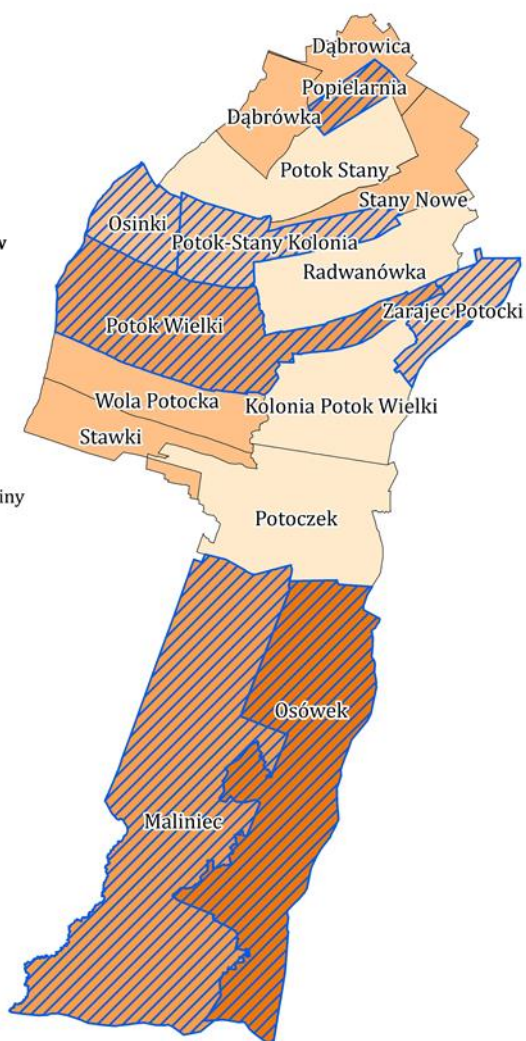 Dąbrowica
Popielarnia
Dąbrówka
Potok Stany
Stany Nowe
Osinki
Potok-Stany Kolonia
w
Radwanówka
Zarajec Potocki
Potok Wielki
Wola Potocka
Kolonia Potok Wielki
Stawki
iny
Potoczek
Osówek
Maliniec